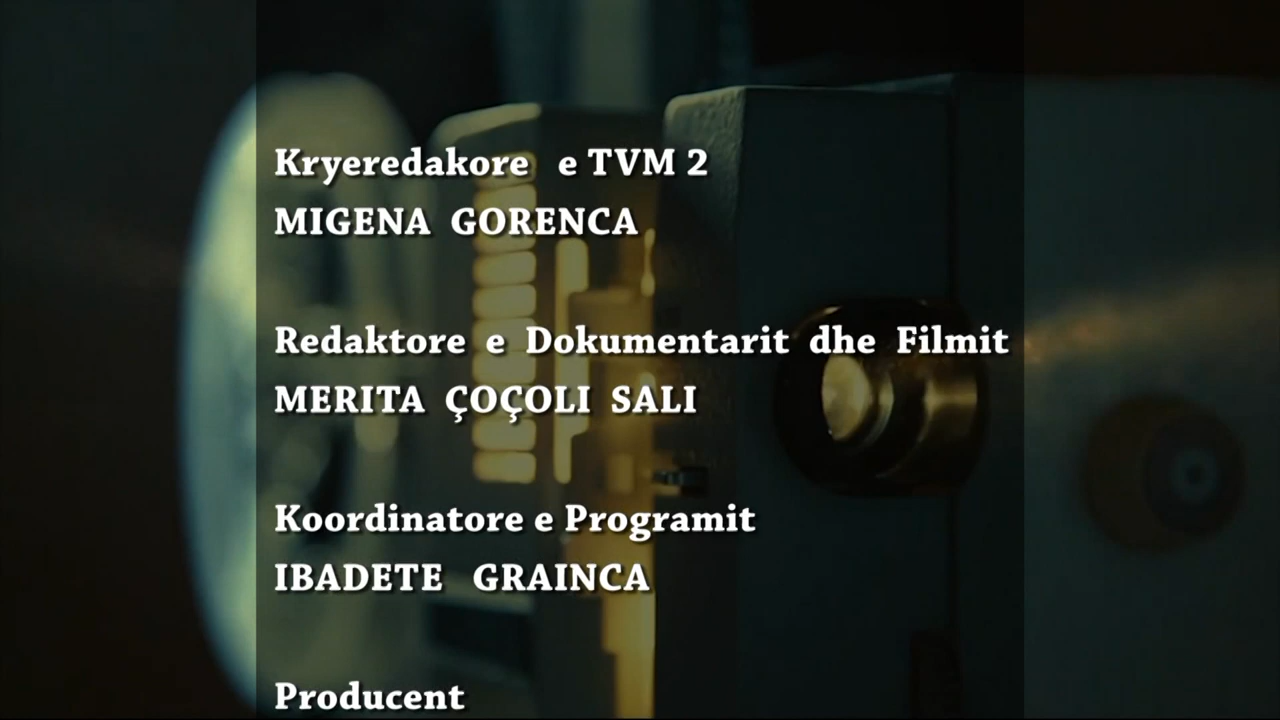 Kryeredakore e TVM 2
MIGENA GORENCA
Redaktore e Dokumentarit dhe Filmit
MERITA ÇOÇOLI SALI
Koordinatore e Programit
IBADETE GRAINCA
Producent